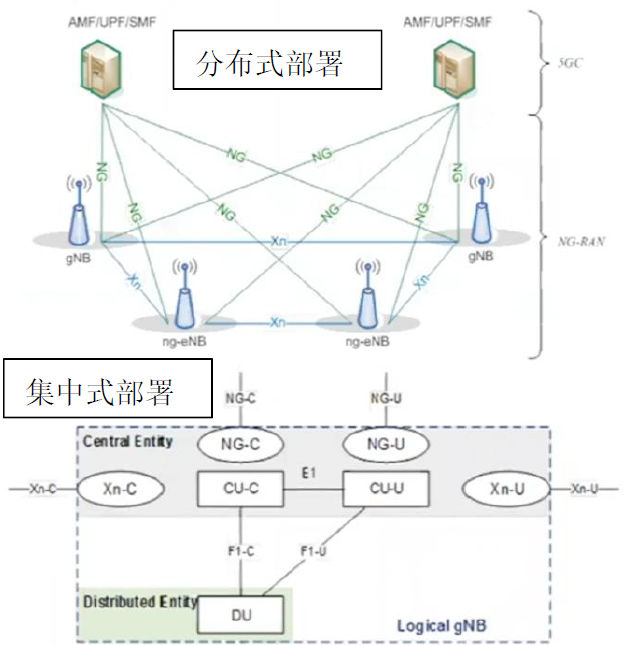 AMF/UPF/SMF
AMF/UPF/SMF
分布式部署
5GC
NG
NG
NG
NG
NG
NG
NG
NG
gNB
Xn
gNB
NG-RAN
Xn
Xn
ng-eNB
Xn
ng-eNB
集中式部署
NG-C
NG-U
Central Entity
NG-C
NG-U
Xn-C
Xn-C
CU-C
E1
CU-U
Xn-U
Xn-U
F1-C
F1-U
Distributed Entity
DU
Logical gNB